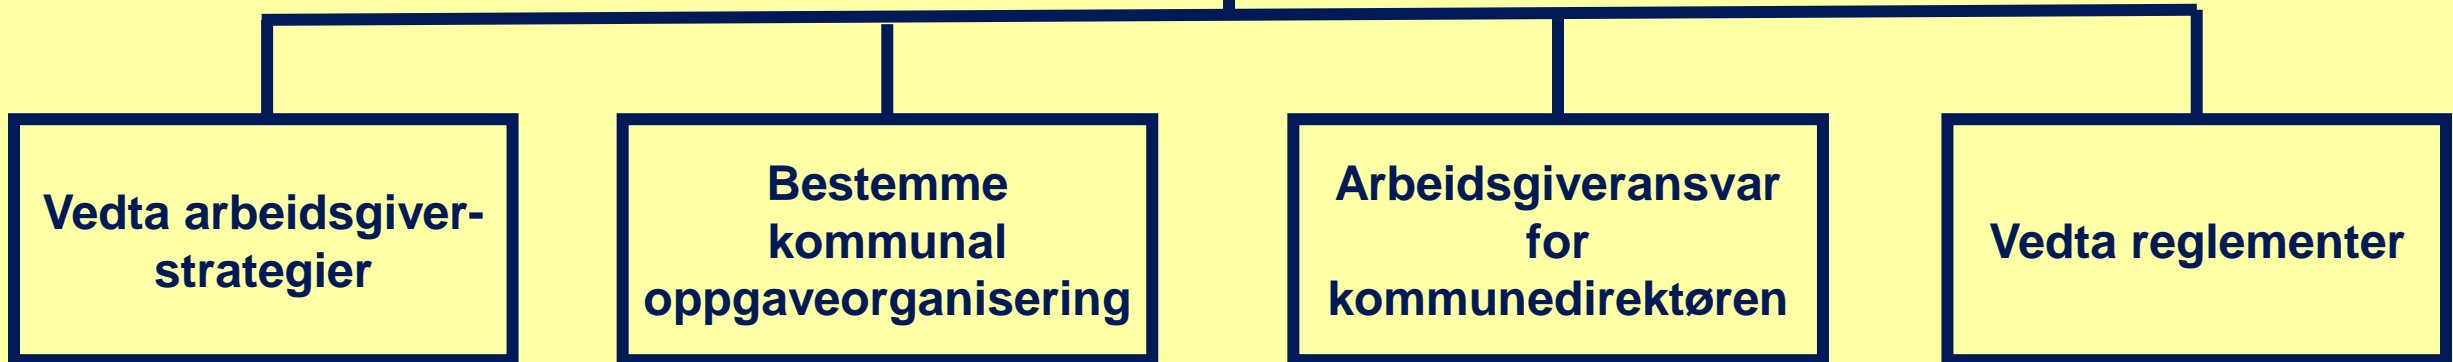 Vedta arbeidsgiver-
strategier
Bestemme
kommunal
oppgaveorganisering
Arbeidsgiveransvar
for
kommunedirektøren
Vedta reglementer